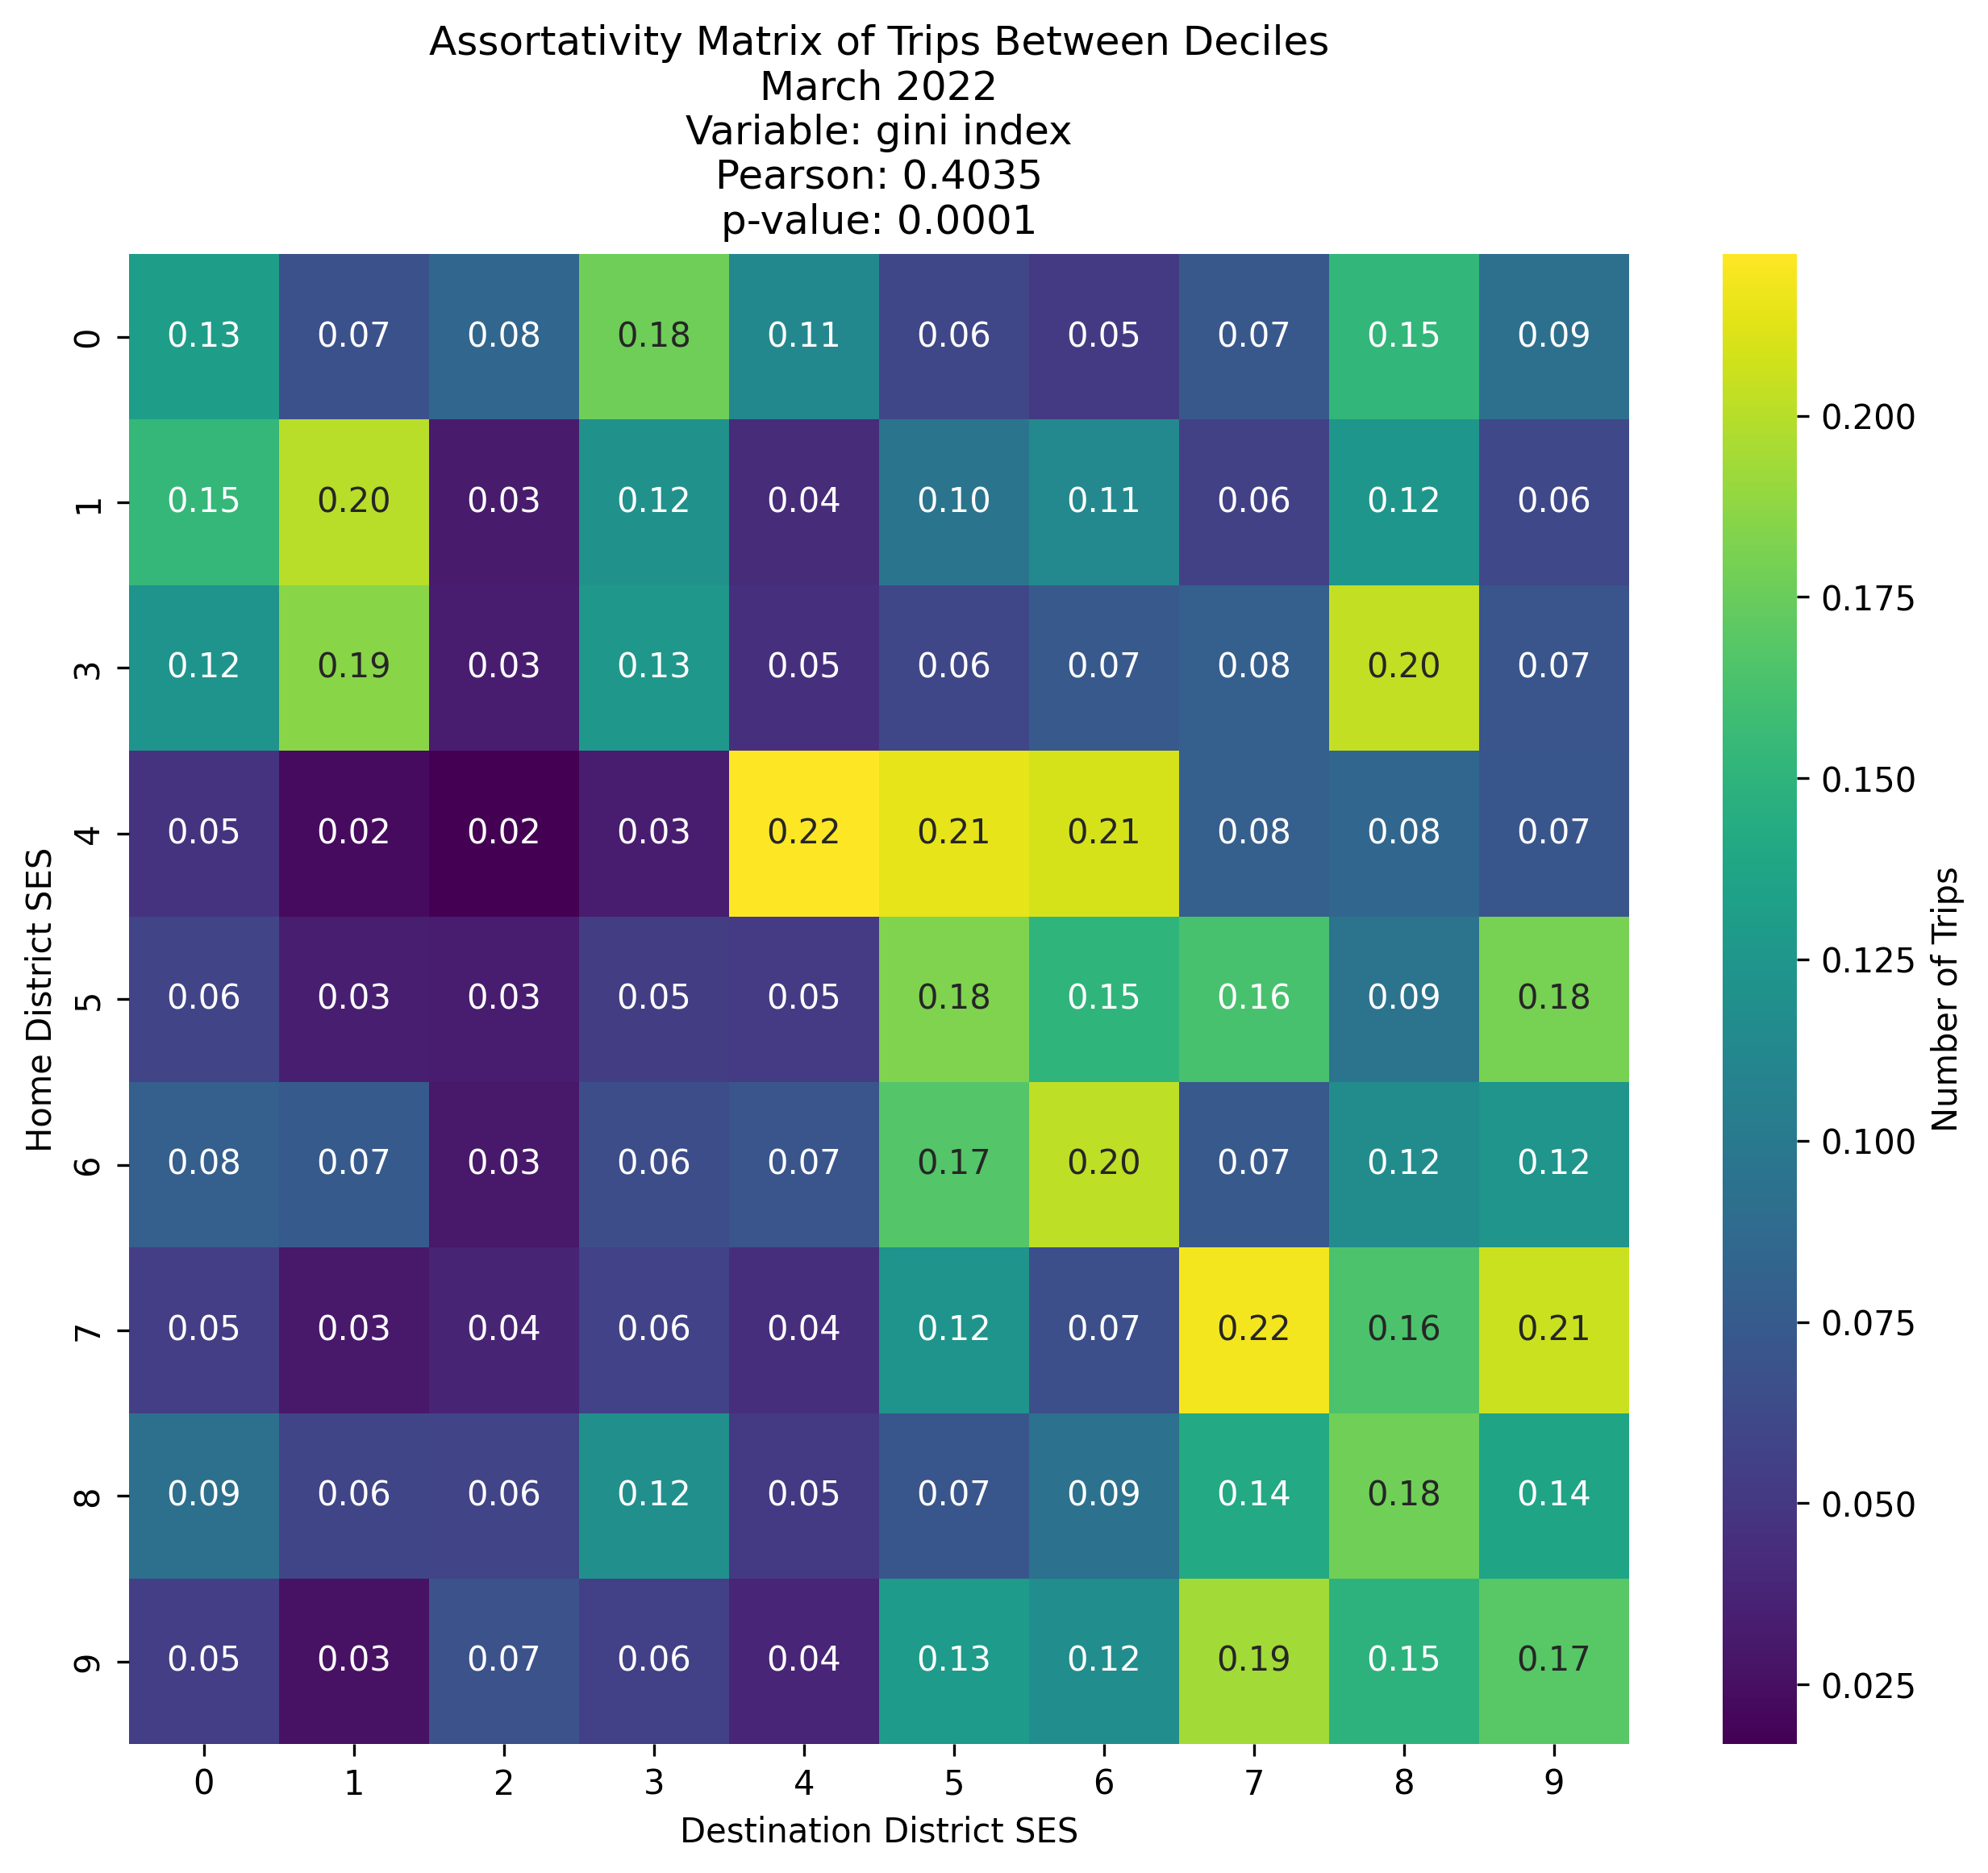 Assortativity Matrix of Trips Between Deciles
March 2022
Variable: gini index
Pearson: 0.4035
p-value: 0.0001
0 0.13 0.07 0.08 0.18 0.11 0.06 0.05 0.07 0.15 0.09
1 0.15 0.20 0.03 0.12 0.04 0.10 0.11 0.06 0.12 0.06
3 0.12 0.19 0.03 0.13 0.05 0.06 0.07 0.08 0.20 0.07
4 0.05 0.02 0.02 0.03 0.22 0.21 0.21 0.08 0.08 0.07
5 0.06 0.03 0.03 0.05 0.05 0.18 0.15 0.16 0.09 0.18
6 0.08 0.07 0.03 0.06 0.07 0.17 0.20 0.07 0.12 0.12
7 0.05 0.03 0.04 0.06 0.04 0.12 0.07 0.22 0.16 0.21
8 0.09 0.06 0.06 0.12 0.05 0.07 0.09 0.14 0.18 0.14
9 0.05 0.03 0.07 0.06 0.04 0.13 0.12 0.19 0.15 0.17
0 1 2 3 4 5 6 7 8 9
Destination District SES
Home District SES
0.200
0.175
0.150
0.125
0.100
0.075
0.050
0.025
Number of Trips